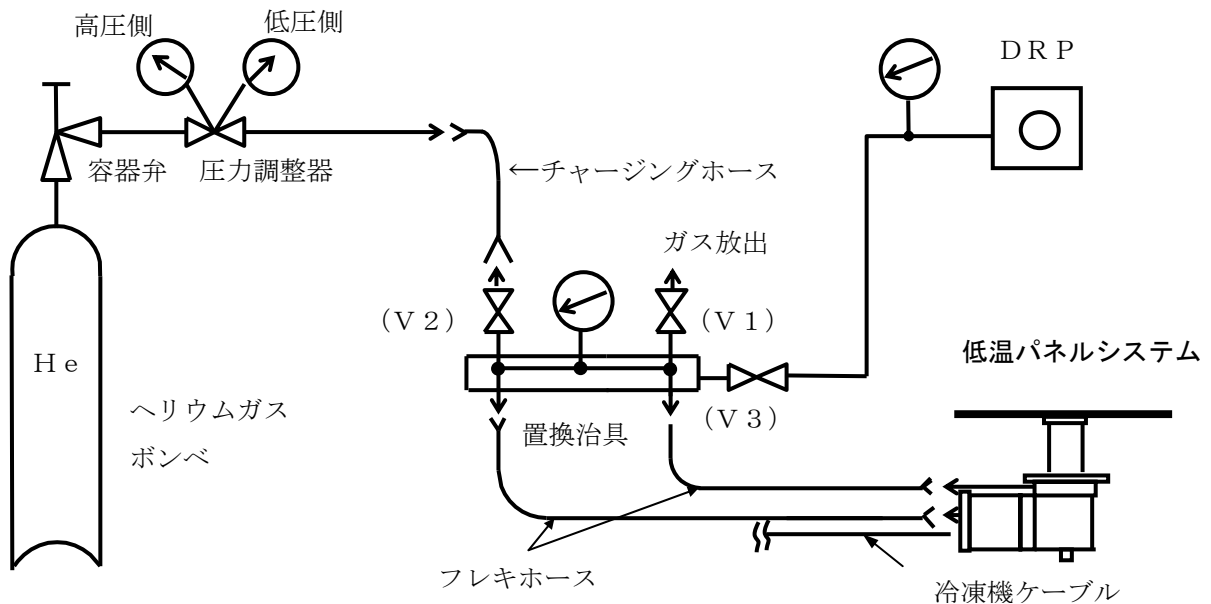 高圧側
低圧側
DRP
容器弁
圧力調整器
←チャージングホース
ガス放出
(V2)
(V1)
He
低温パネルシステム
ヘリウムガス
ボンベ
置換治具
(V3)
フレキホース
冷凍機ケーブル